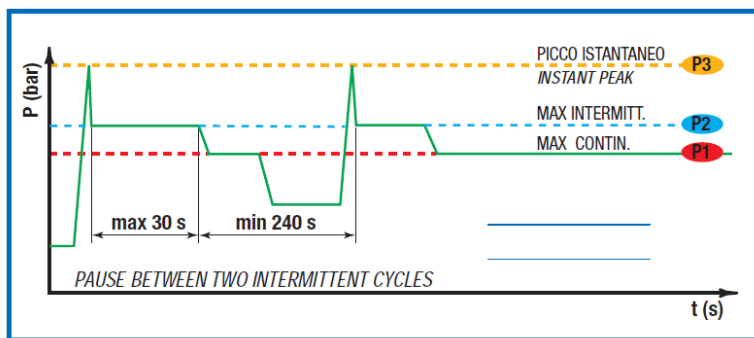 P (bar)
PICCO ISTANTANEO
INSTANT PEAK
P3
MAX INTERMITT.
P2
MAX CONTIN.
P1
max 30 s
min 240 s
PAUSE BETWEEN TWO INTERMITTENT CYCLES
t (s)